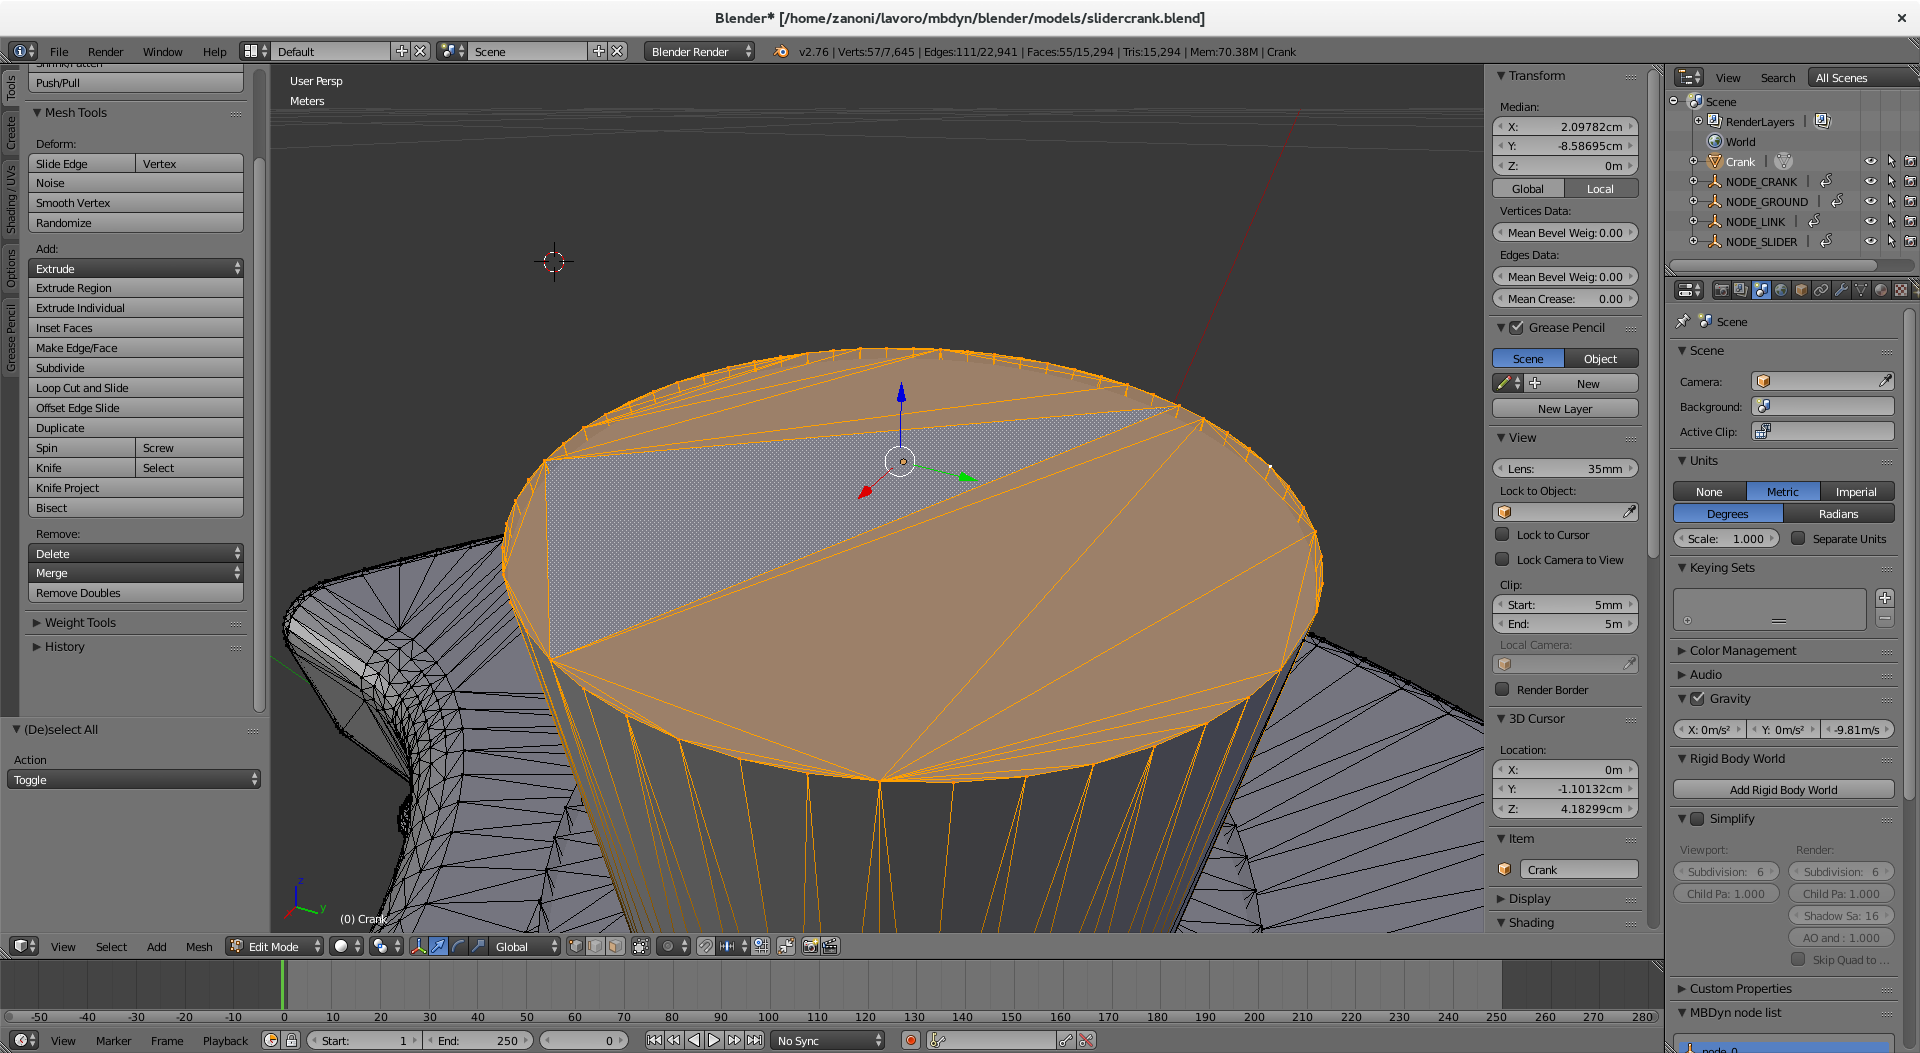 Blender* [/home/zanoni/lavoro/mbdyn/blender/models/slidercrank.blend]
File Render Window Help Default Scene Blender Render v2.76 | Verts:57/7,645 | Edges:111/22,941 | Faces:55/15,294 | Tris:15,294 | Mem:70.38M | Crank
Tools
Create
Shading / UVs
Options
Grease Pencil
Shrink/Fatten
Push/Pull
Mesh Tools
Deform:
Slide Edge Vertex
Noise
Smooth Vertex
Randomize
Add:
Extrude
Extrude Region
Extrude Individual
Inset Faces
Make Edge/Face
Subdivide
Loop Cut and Slide
Offset Edge Slide
Duplicate
Spin Screw
Knife Select
Knife Project
Bisect
Remove:
Delete
Merge
Remove Doubles
Weight Tools
History
(De)select All
Action
Toggle
User Persp
Meters
z
y
(0) Crank
Transform
Median:
X: 2.09782cm
Y: -8.58695cm
Z: 0m
Global Local
Vertices Data:
Mean Bevel Weig: 0.00
Edges Data:
Mean Bevel Weig: 0.00
Mean Crease: 0.00
Grease Pencil
Scene Object
New
New Layer
View
Lens: 35mm
Lock to Object:
Lock to Cursor
Lock Camera to View
Clip:
Start: 5mm
End: 5m
Local Camera:
Render Border
3D Cursor
Location:
X: 0m
Y: -1.10132cm
Z: 4.18299cm
Item
Crank
Display
Shading
View Search All Scenes
Scene
RenderLayers |
World
Crank |
NODE_CRANK |
NODE_GROUND |
NODE_LINK |
NODE_SLIDER |
Scene
Scene
Camera:
Background:
Active Clip:
Units
None Metric Imperial
Degrees Radians
Scale: 1.000 Separate Units
Keying Sets
Color Management
Audio
Gravity
X: 0m/s² Y: 0m/s² -9.81m/s
Rigid Body World
Add Rigid Body World
Simplify
Viewport: Render:
Subdivision: 6 Subdivision: 6
Child Pa: 1.000 Child Pa: 1.000
Shadow Sa: 16
AO and : 1.000
Skip Quad to ...
Custom Properties
MBDyn node list
node_0
View Select Add Mesh Edit Mode Global
-50 -40 -30 -20 -10 0 10 20 30 40 50 60 70 80 90 100 110 120 130 140 150 160 170 180 190 200 210 220 230 240 250 260 270 280
View Marker Frame Playback Start: 1 End: 250 0 No Sync